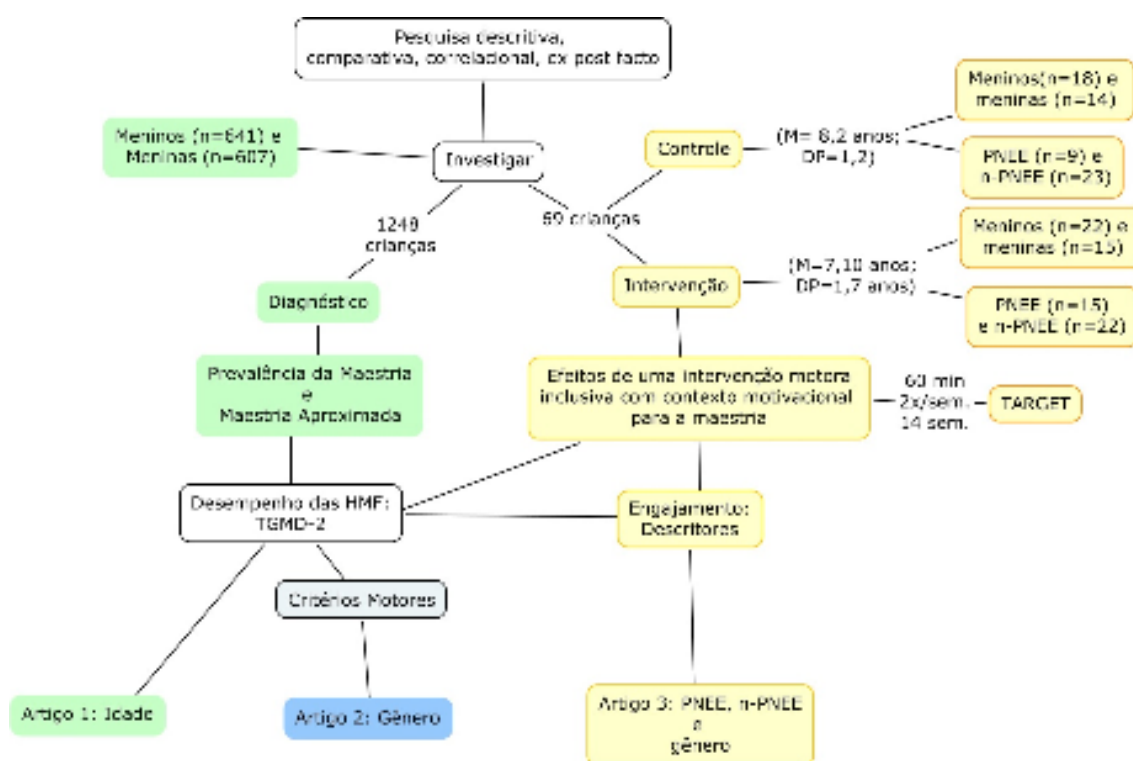 Pesquisa descritiva,
comparativa, correlacional, ex post facto
Meninos (n=641) e
Meninas (n=607)
Investigar
Controle
(M= 8,2 anos;
DP=1,2)
Meninos(n=18) e
meninas (n=14)
PNEE (n=9) e
n-PNEE (n=23)
1248
crianças
69 crianças
Meninos (n=22) e
meninas (n=15)
Diagnóstico
Intervenção
(M=7,10 anos;
DP=1,7 anos)
PNEE (n=15)
e n-PNEE (n=22)
Prevalência da Maestria
e
Maestria Aproximada
Efeitos de uma intervenção motora
inclusiva com contexto motivacional
para a maestria
60 min
2x/sem.
14 sem.
TARGET
Desempenho das HMF:
TGMD-2
Engajamento:
Descritores
Critérios Motores
Artigo 1: Idade
Artigo 2: Gênero
Artigo 3: PNEE, n-PNEE
e
gênero